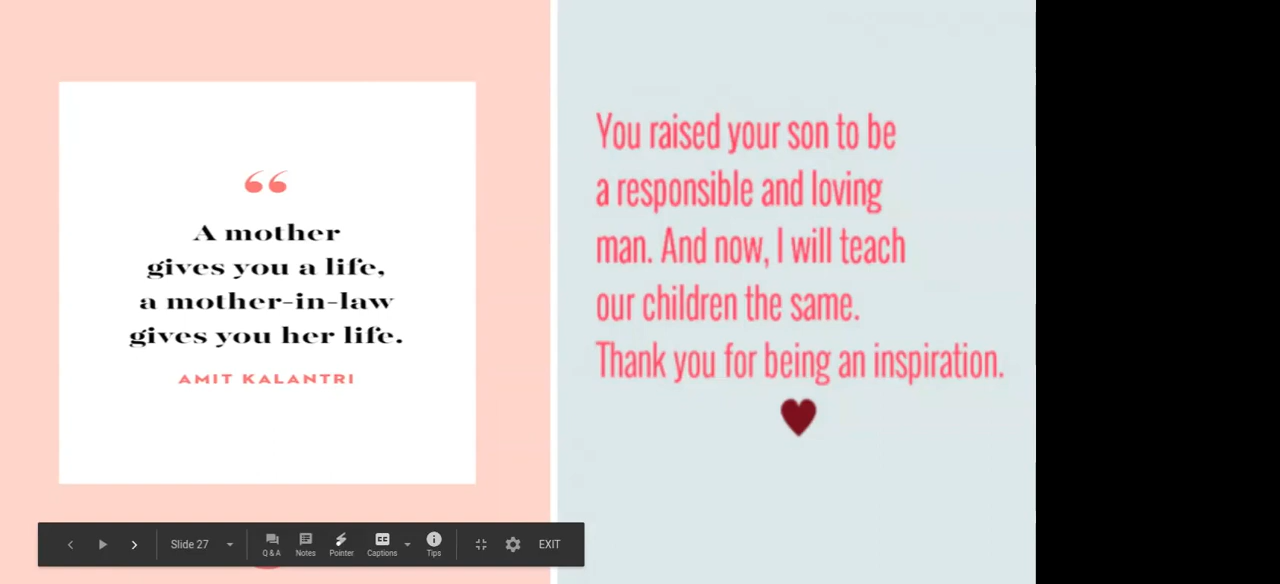 “
A mother
gives you a life,
a mother-in-law
gives you her life.
AMIT KALANTRI
You raised your son to be
a responsible and loving
man. And now, I will teach
our children the same.
Thank you for being an inspiration.
Slide 27
Q & A
Notes
Pointer
Captions
Tips
EXIT